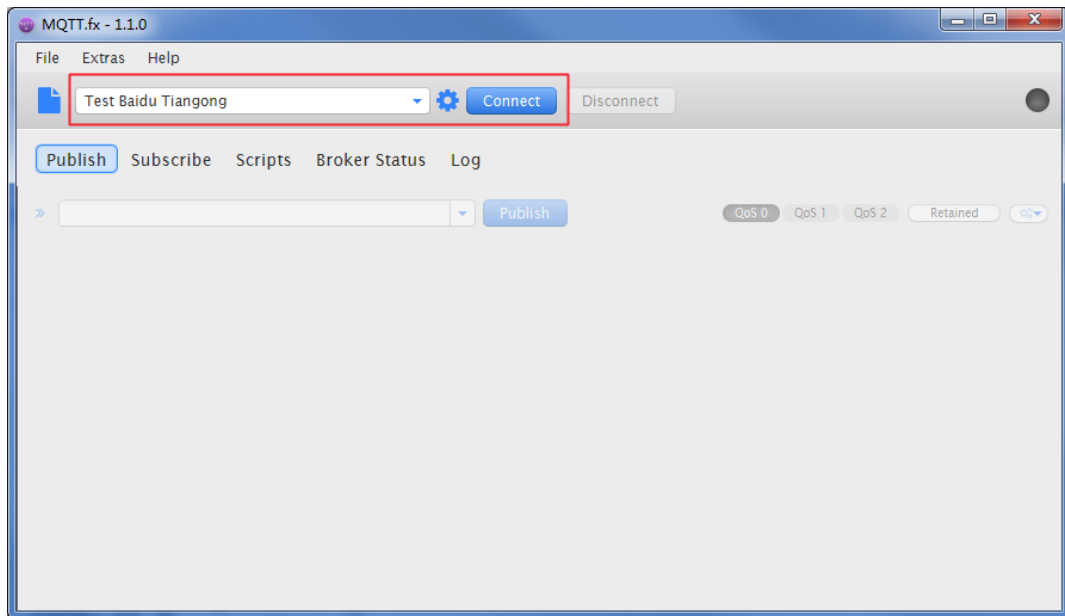 MQTT.fx - 1.1.0
File Extras Help
Test Baidu Tiangong Connect Disconnect
Publish Subscribe Scripts Broker Status Log
» Publish QoS 0 QoS 1 QoS 2 Retained